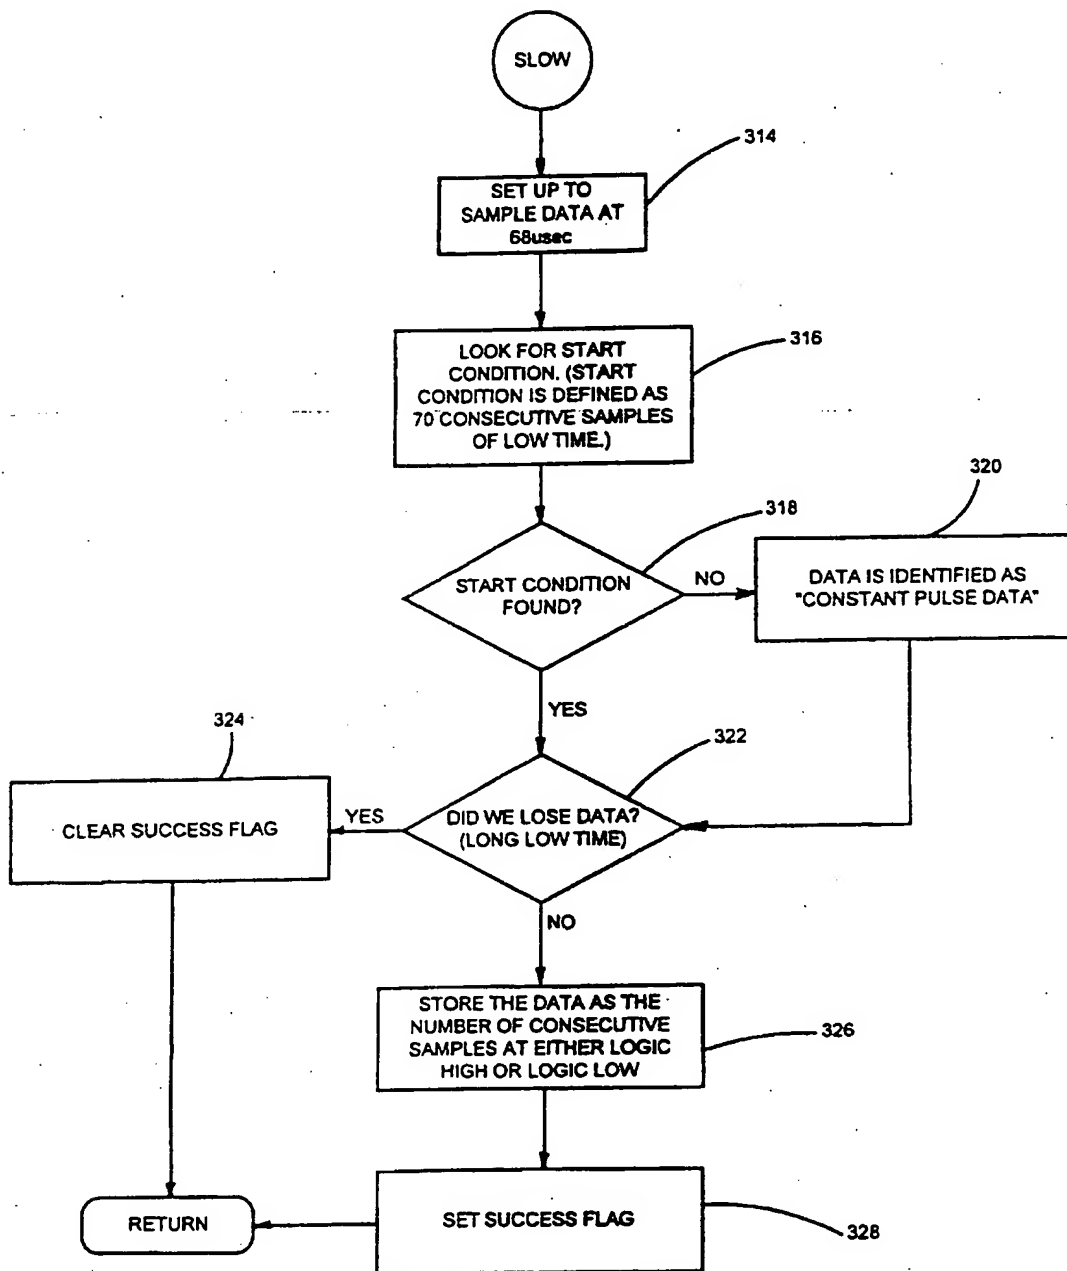 SLOW
314
SET UP TO
SAMPLE DATA AT
68usec
316
LOOK FOR START
CONDITION. (START
CONDITION IS DEFINED AS
70 CONSECUTIVE SAMPLES
OF LOW TIME.)
318
START CONDITION
FOUND?
NO
320
DATA IS IDENTIFIED AS
"CONSTANT PULSE DATA"
YES
322
DID WE LOSE DATA?
(LONG LOW TIME)
YES
324
CLEAR SUCCESS FLAG
NO
STORE THE DATA AS THE
NUMBER OF CONSECUTIVE
SAMPLES AT EITHER LOGIC
HIGH OR LOGIC LOW
326
SET SUCCESS FLAG
328
RETURN